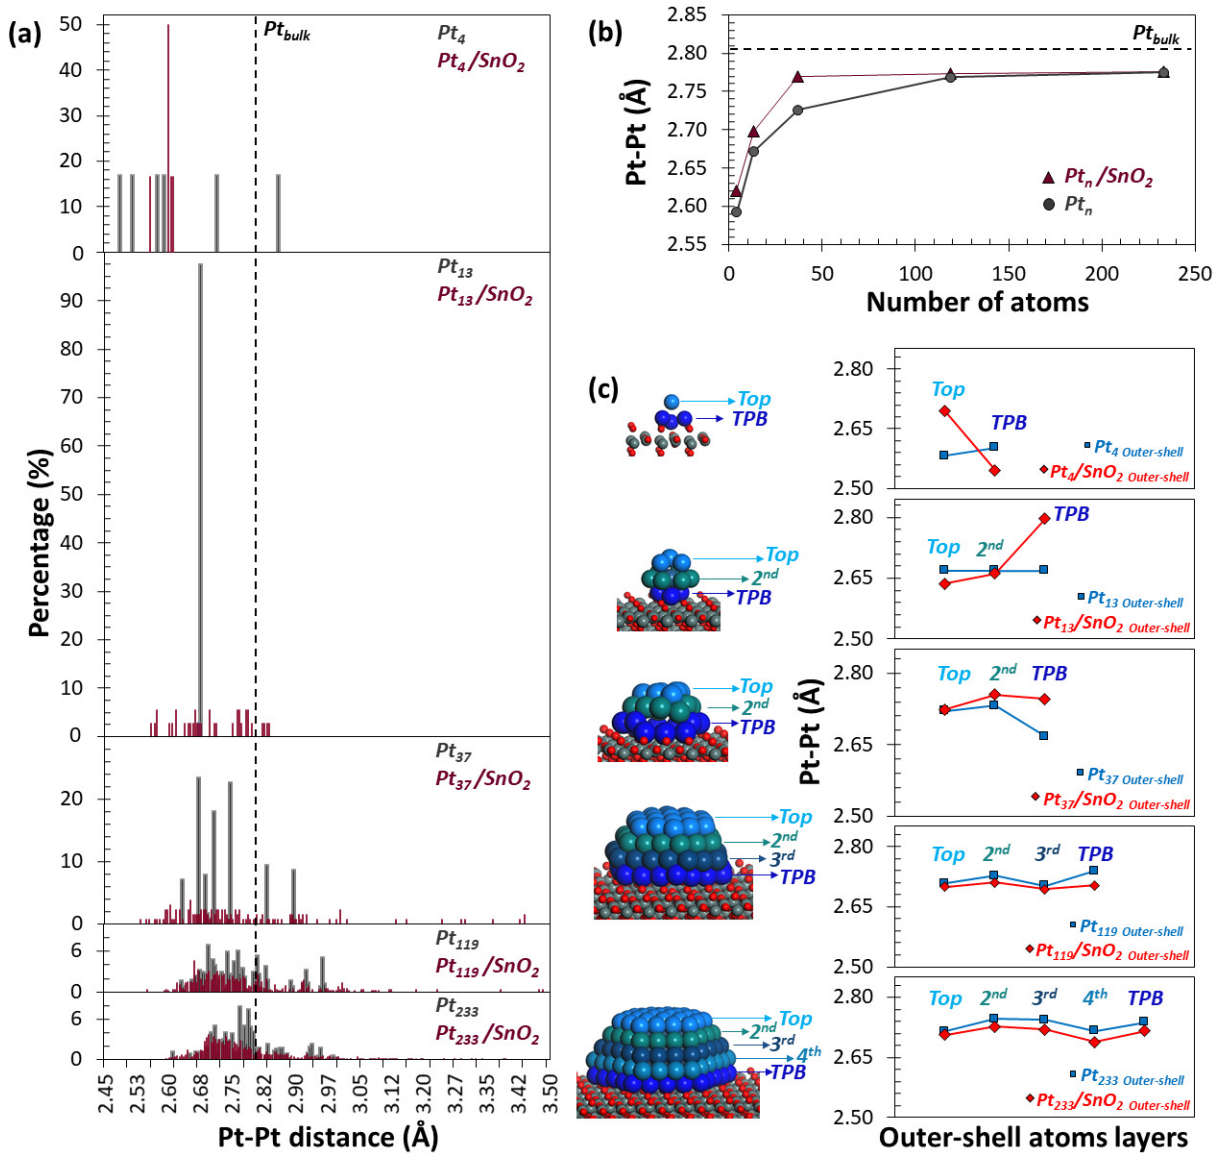 (a)
50
40
30
20
10
0
Pt4
Pt4/SnO2
Ptbulk
90
80
70
60
50
40
30
20
10
0
Pt13
Pt13/SnO2
20
10
0
Pt37
Pt37/SnO2
6
3
0
Pt119
Pt119/SnO2
6
3
0
Pt233
Pt233/SnO2
Percentage (%)
2.45 2.53 2.60 2.68 2.75 2.82 2.90 2.97 3.05 3.12 3.20 3.27 3.35 3.42 3.50
Pt-Pt distance (Å)
(b)
2.85
2.80
2.75
2.70
2.65
2.60
2.55
Pt-Pt (Å)
Ptbulk
Ptn/SnO2
Ptn
0 50 100 150 200 250
Number of atoms
(c)
Top
TPB
2.80
2.65
2.50
Top
TPB
Pt4 Outer-shell
Pt4/SnO2 Outer-shell
Top
2nd
TPB
2.80
2.65
2.50
Top 2nd TPB
Pt13 Outer-shell
Pt13/SnO2 Outer-shell
Top
2nd
TPB
2.80
2.65
2.50
Top 2nd TPB
Pt37 Outer-shell
Pt37/SnO2 Outer-shell
Pt-Pt (Å)
Top
2nd
3rd
TPB
2.80
2.65
2.50
Top 2nd 3rd TPB
Pt119 Outer-shell
Pt119/SnO2 Outer-shell
Top
2nd
3rd
4th
TPB
2.80
2.65
2.50
Top 2nd 3rd 4th TPB
Pt233 Outer-shell
Pt233/SnO2 Outer-shell
Outer-shell atoms layers